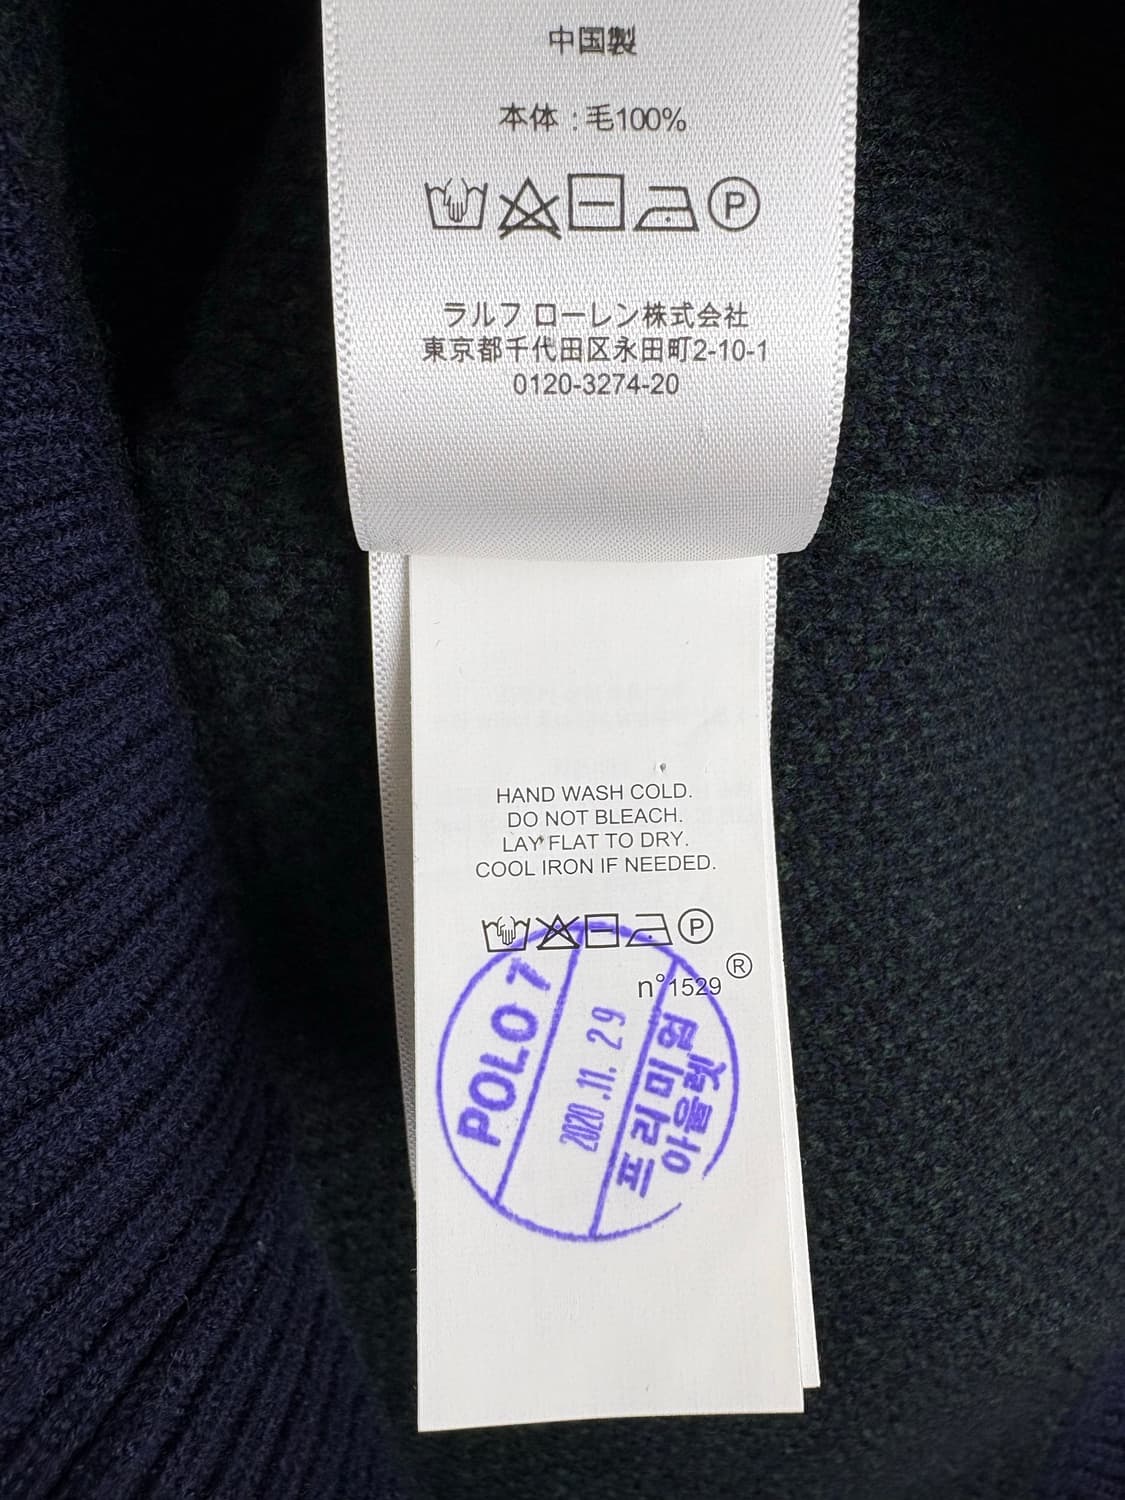 中国製
本体 : 毛100%
P
ラルフ ローレン株式会社
東京都千代田区永田町2-10-1
0120-3274-20
HAND WASH COLD.
DO NOT BLEACH.
LAY FLAT TO DRY.
COOL IRON IF NEEDED.
P
n°1529 ®
POLO 7
2020.11.29
프리미엄
아울렛